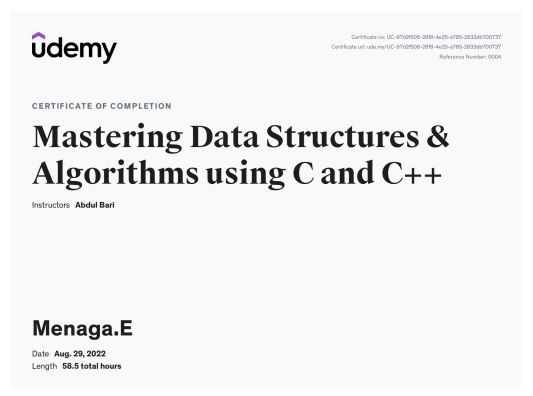 udemy
Certificate no: UC-97d2f506-28f8-4e25-a785-2633db700737
Certificate url: ude.my/UC-97d2f506-28f8-4e25-a785-2633db700737
Reference Number: 0004
CERTIFICATE OF COMPLETION
Mastering Data Structures &
Algorithms using C and C++
Instructors Abdul Bari
Menaga.E
Date Aug. 29, 2022
Length 58.5 total hours